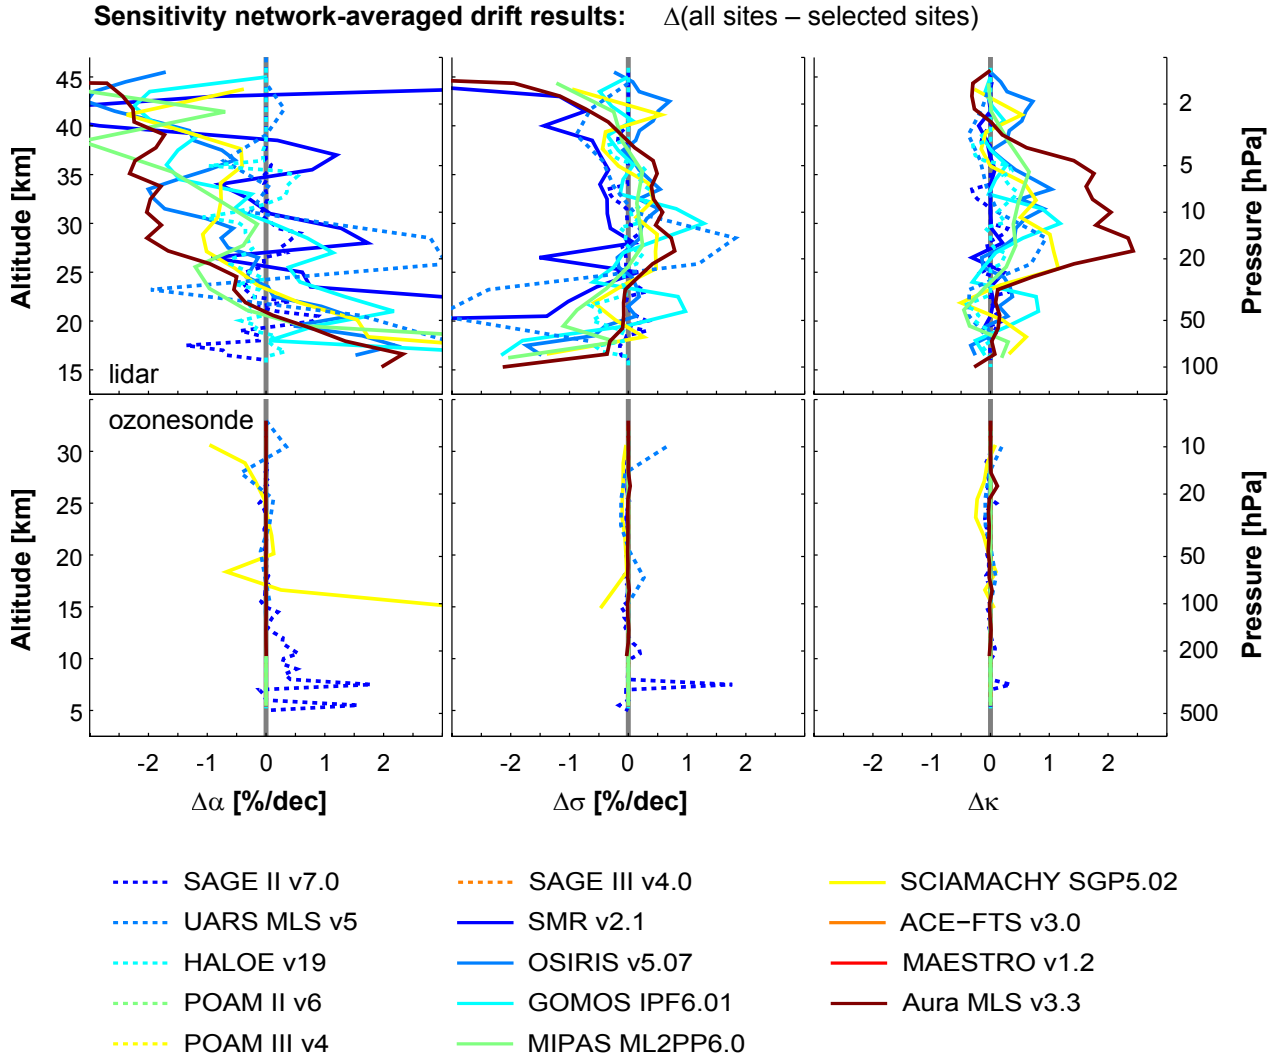 Sensitivity network-averaged drift results: Δ(all sites – selected sites)
Altitude [km]
45
40
35
30
25
20
15
lidar
2
5
10
20
50
100
Pressure [hPa]
Altitude [km]
30
25
20
15
10
5
ozonesonde
10
20
50
100
200
500
Pressure [hPa]
-2 -1 0 1 2
-2 -1 0 1 2
-2 -1 0 1 2
Δα [%/dec]
Δσ [%/dec]
Δκ
SAGE II v7.0
UARS MLS v5
HALOE v19
POAM II v6
POAM III v4
SAGE III v4.0
SMR v2.1
OSIRIS v5.07
GOMOS IPF6.01
MIPAS ML2PP6.0
SCIAMACHY SGP5.02
ACE−FTS v3.0
MAESTRO v1.2
Aura MLS v3.3